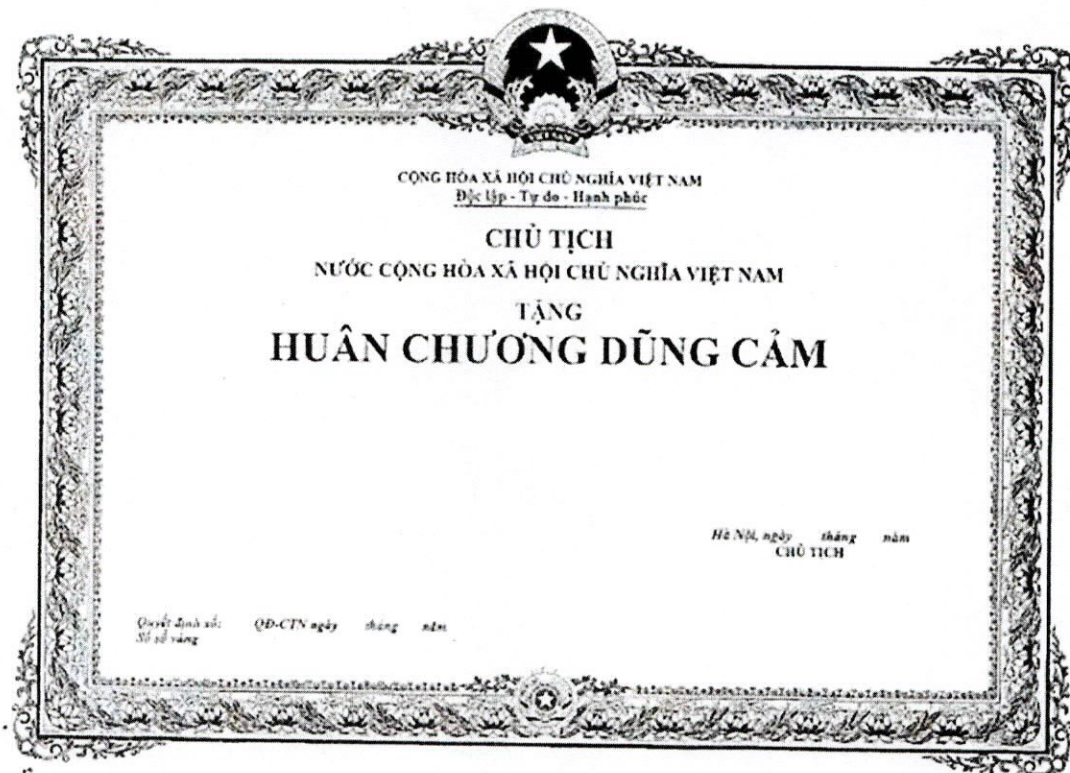 VIỆT NAM
CỘNG HÒA XÃ HỘI CHỦ NGHĨA VIỆT NAM
Độc lập - Tự do - Hạnh phúc
CHỦ TỊCH
NƯỚC CỘNG HÒA XÃ HỘI CHỦ NGHĨA VIỆT NAM
TẶNG
HUÂN CHƯƠNG DŨNG CẢM
Hà Nội, ngày tháng năm
CHỦ TỊCH
Quyết định số: QĐ-CTN ngày tháng năm
Số sổ vàng